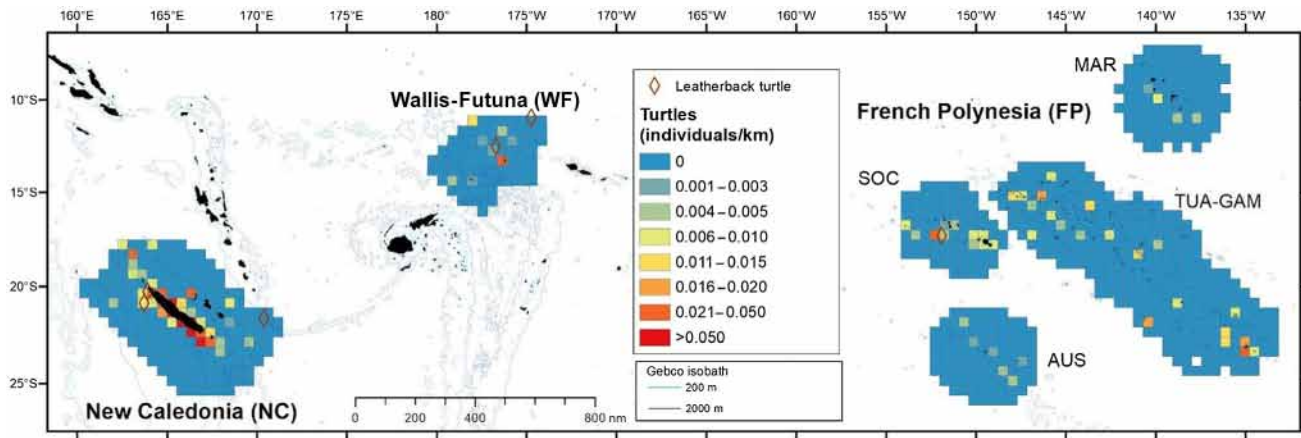 160°E 165°E 170°E 175°E 180° 175°W 170°W 155°W 150°W 145°W 140°W 135°W
10°S
15°S
20°S
25°S
Wallis-Futuna (WF)
New Caledonia (NC)
0 200 400 800 nm
Leatherback turtle
Turtles
(individuals/km)
0
0.001–0.003
0.004–0.005
0.006–0.010
0.011–0.015
0.016–0.020
0.021–0.050
>0.050
Gebco isobath
200 m
2000 m
MAR
French Polynesia (FP)
SOC
TUA-GAM
AUS